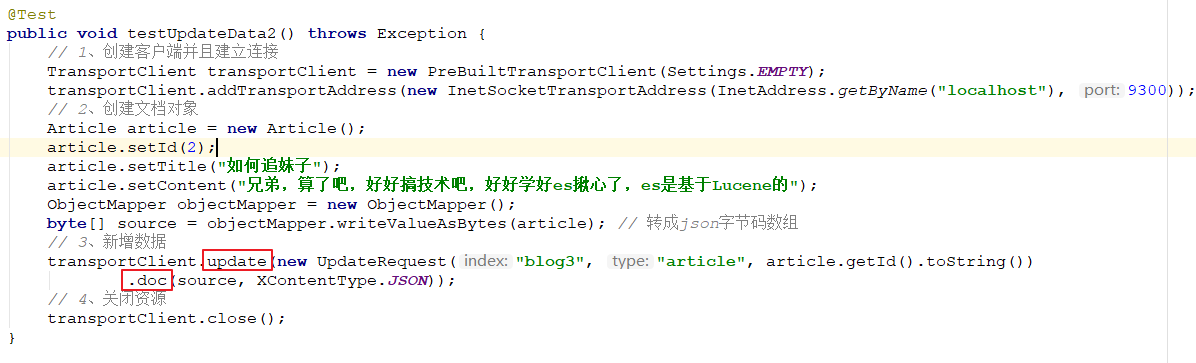 @Test
public void testUpdateData2() throws Exception {
// 1、创建客户端并且建立连接
TransportClient transportClient = new PreBuiltTransportClient(Settings.EMPTY);
transportClient.addTransportAddress(new InetSocketTransportAddress(InetAddress.getByName("localhost"), port: 9300));
// 2、创建文档对象
Article article = new Article();
article.setId(2);
article.setTitle("如何追妹子");
article.setContent("兄弟，算了吧，好好搞技术吧，好好学好es揪心了，es是基于Lucene的");
ObjectMapper objectMapper = new ObjectMapper();
byte[] source = objectMapper.writeValueAsBytes(article); // 转成json字节码数组
// 3、新增数据
transportClient.update(new UpdateRequest( index: "blog3", type: "article", article.getId().toString())
.doc(source, XContentType.JSON));
// 4、关闭资源
transportClient.close();
}